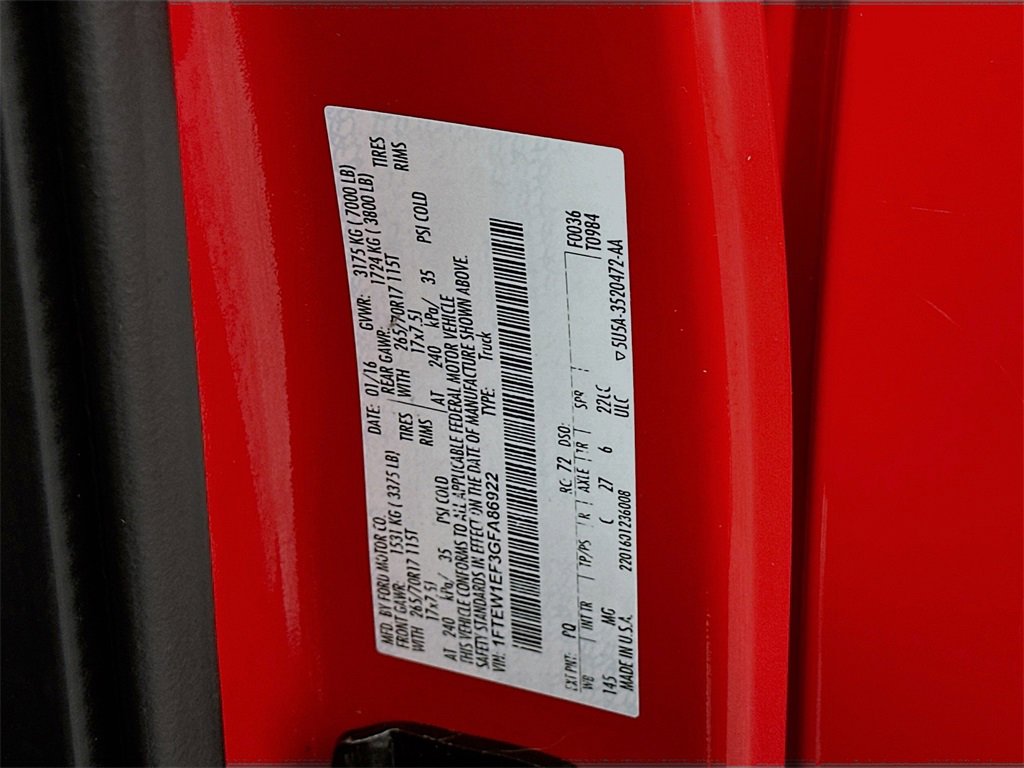 MFD. BY FORD MOTOR CO.
DATE: 01/16 GVWR: 3175 KG ( 7000 LB)
FRONT GAWR: 1531 KG ( 3375 LB) REAR GAWR: 1724 KG ( 3800 LB)
WITH 265/70R17 115T TIRES WITH 265/70R17 115T TIRES
17x7.5J RIMS 17x7.5J RIMS
AT 240 kPa/ 35 PSI COLD AT 240 kPa/ 35 PSI COLD
THIS VEHICLE CONFORMS TO ALL APPLICABLE FEDERAL MOTOR VEHICLE
SAFETY STANDARDS IN EFFECT ON THE DATE OF MANUFACTURE SHOWN ABOVE.
VIN: 1FTEW1EF3GFA86922 TYPE: Truck
EXT PNT: PQ RC: 72 DSO: F0036
WB INT TR TP/PS R AXLE TR SPR T0984
145 MG C 27 6 22CC
MADE IN U.S.A. 2201601236008 ULC ▽5U5A-3520472-AA